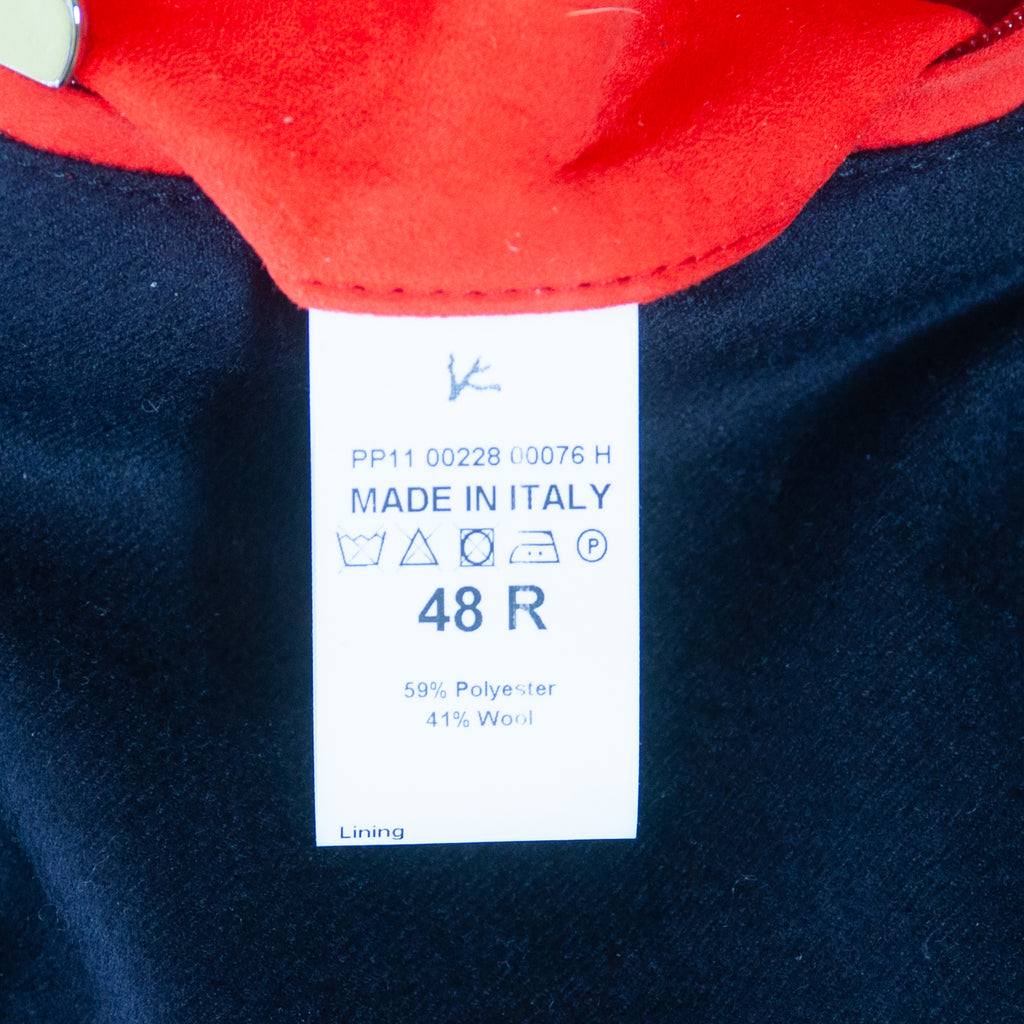 PP11 00228 00076 H
MADE IN ITALY
P
48 R
59% Polyester
41% Wool
Lining